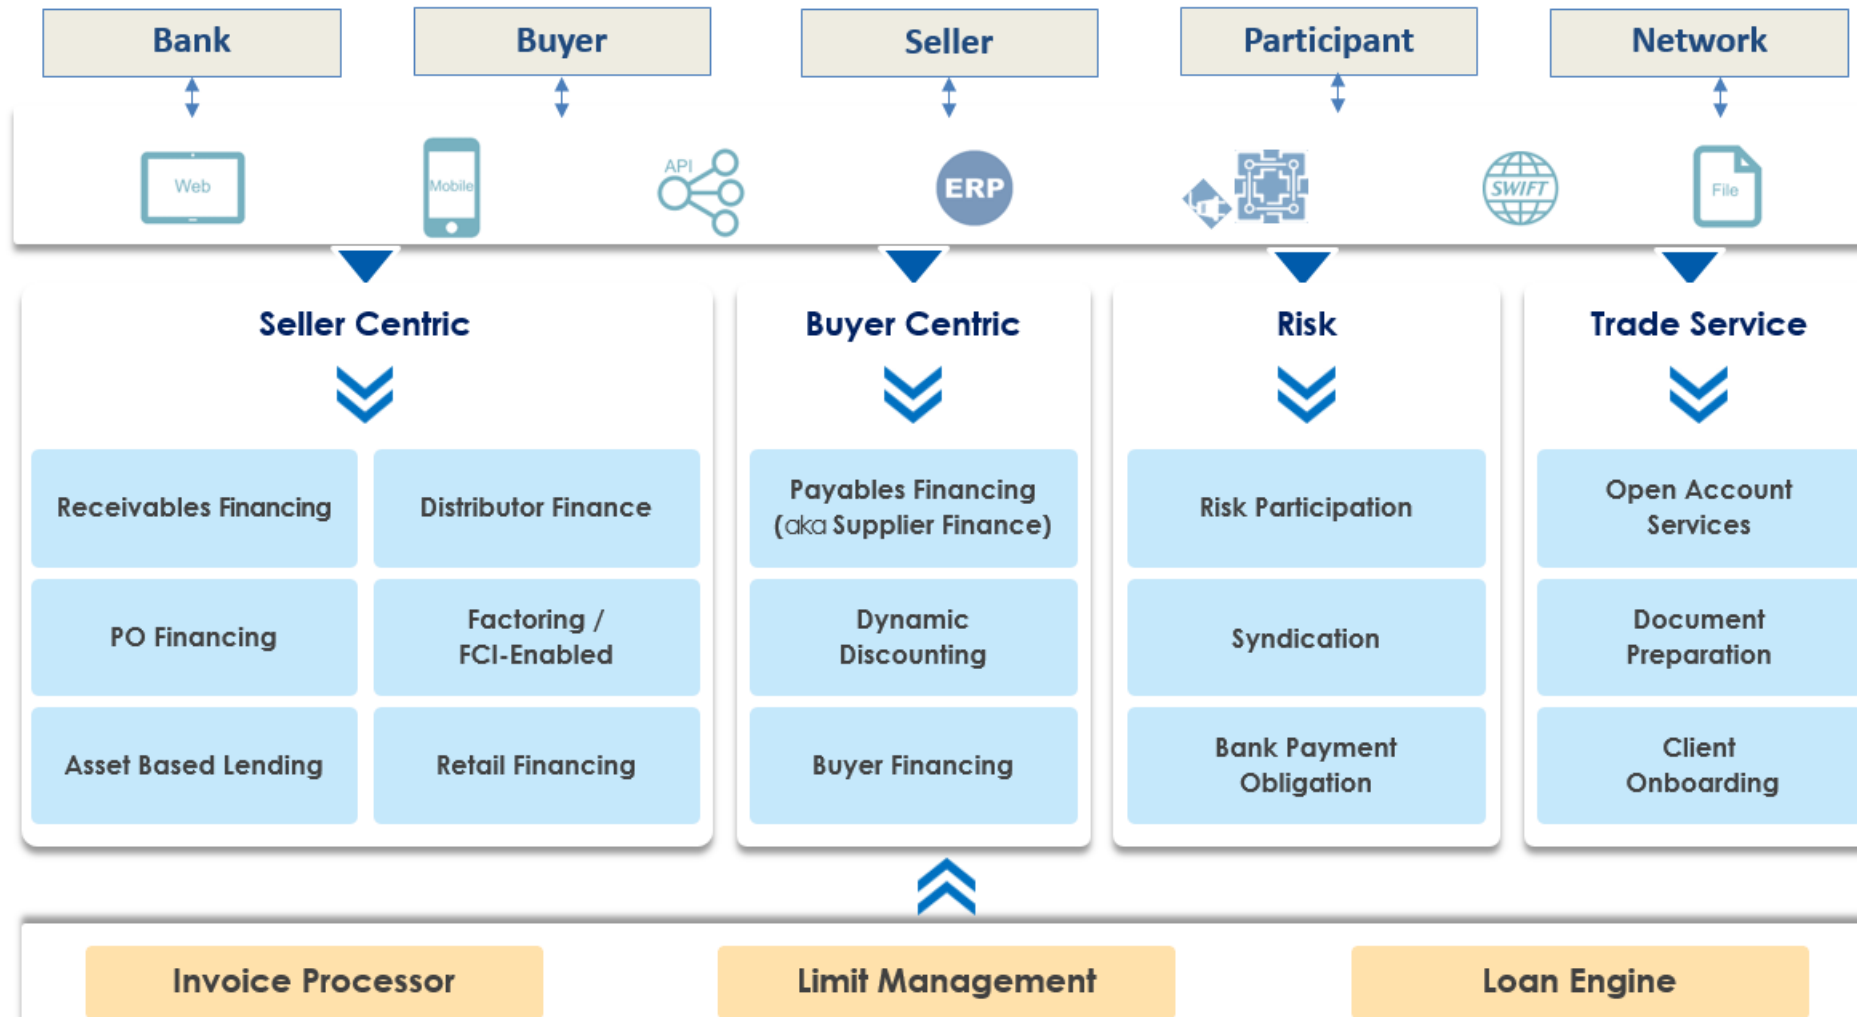 Bank
Buyer
Seller
Participant
Network
Web
Mobile
API
ERP
SWIFT
File
Seller Centric
Buyer Centric
Risk
Trade Service
Receivables Financing
Distributor Finance
Payables Financing
(aka Supplier Finance)
Risk Participation
Open Account
Services
PO Financing
Factoring /
FCI-Enabled
Dynamic
Discounting
Syndication
Document
Preparation
Asset Based Lending
Retail Financing
Buyer Financing
Bank Payment
Obligation
Client
Onboarding
Invoice Processor
Limit Management
Loan Engine